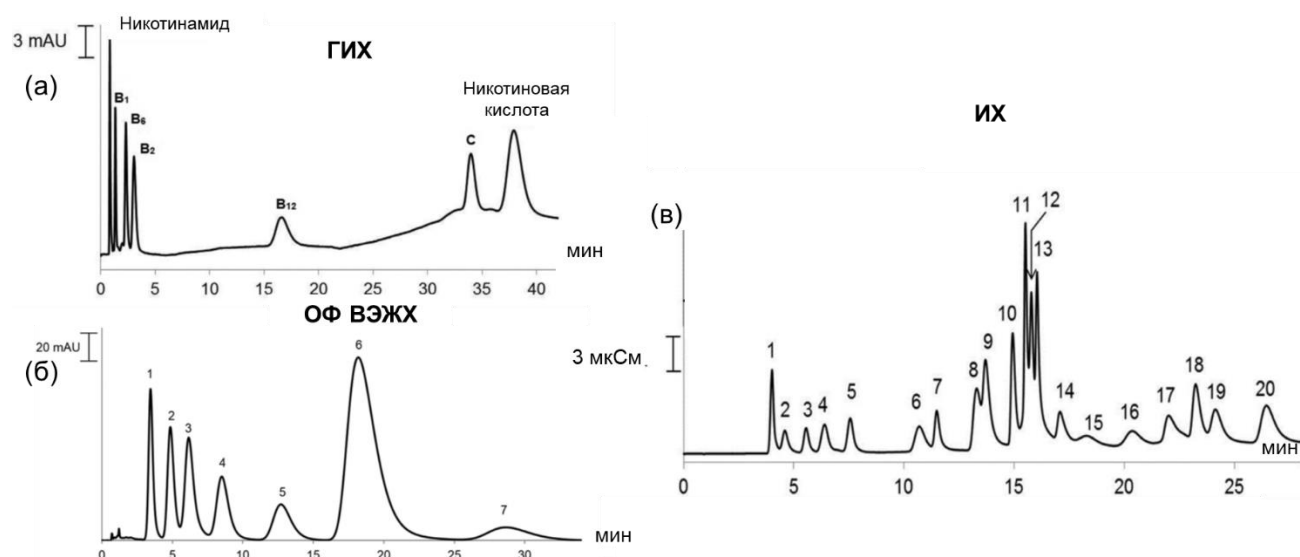 Никотинамид
3 mAU
ГИХ
(а)
B₁
B₆
B₂
B₁₂
C
Никотиновая
кислота
мин
0 5 10 15 20 25 30 35 40
ОФ ВЭЖХ
20 mAU
(б)
1 2 3 4 5 6 7
мин
0 5 10 15 20 30
ИХ
(в)
3 мкСм
1 2 3 4 5 6 7 8 9 10 11 12 13 14 15 16 17 18 19 20
мин
0 5 10 15 20 25